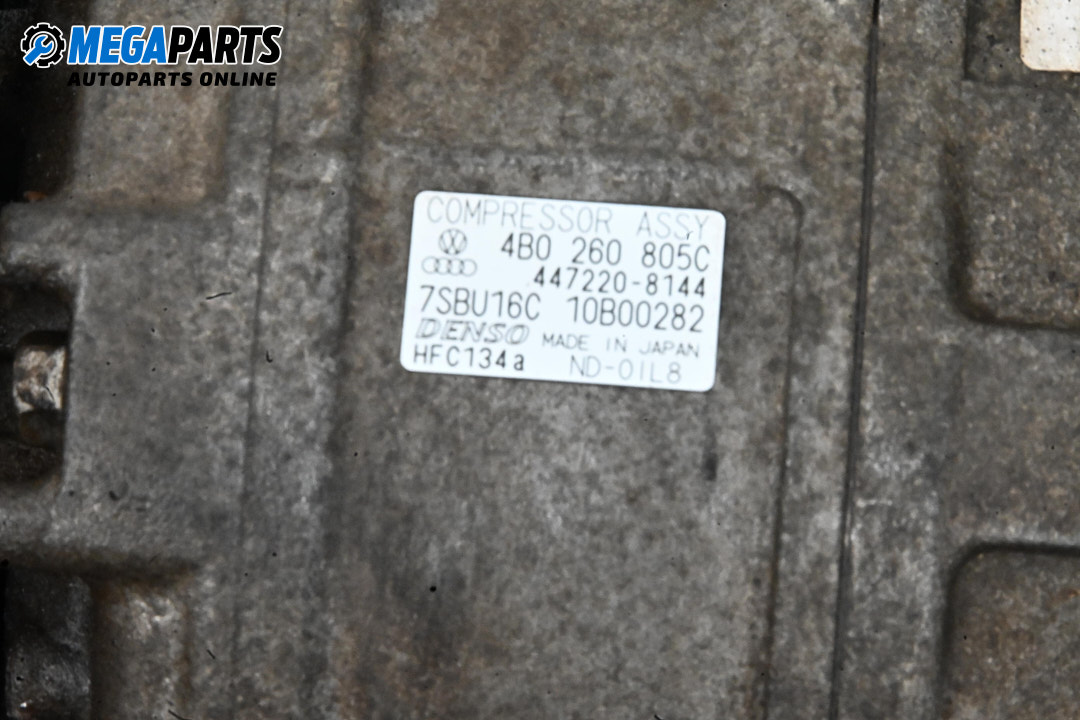 MEGAPARTS
AUTOPARTS ONLINE
COMPRESSOR ASSY
4B0 260 805C
447220-8144
7SBU16C 10B00282
DENSO MADE IN JAPAN
HFC134a ND-OIL8